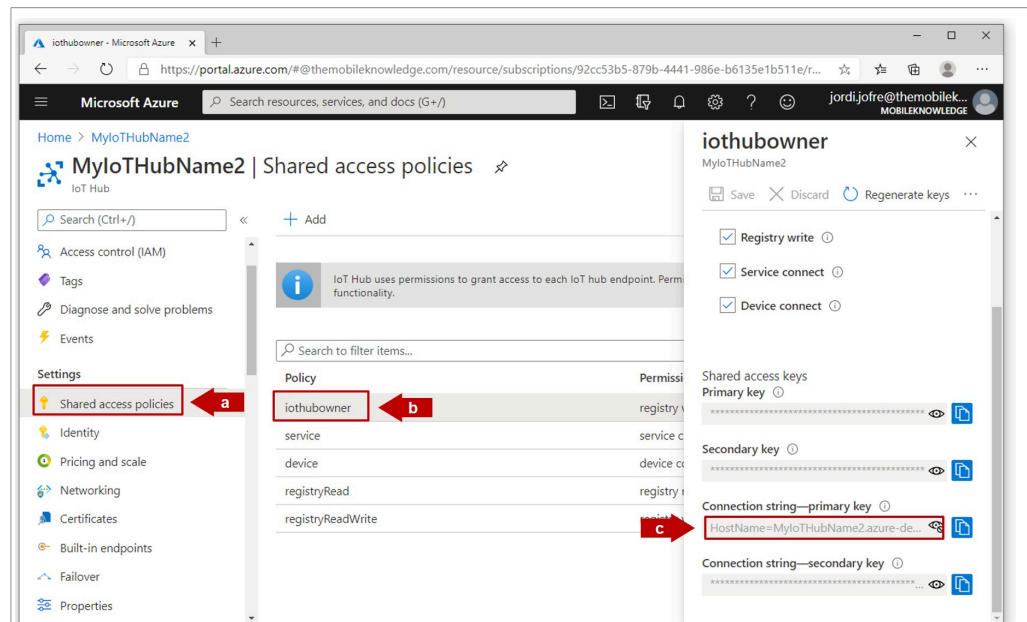 iothubowner - Microsoft Azure
https://portal.azure.com/#@themobileknowledge.com/resource/subscriptions/92cc53b5-879b-4441-986e-b6135e1b511e/r...
Microsoft Azure
Search resources, services, and docs (G+/)
jordi.jofre@themobilek...
MOBILEKNOWLEDGE
Home > MyIoTHubName2
MyIoTHubName2 | Shared access policies
IoT Hub
Search (Ctrl+/)
«
Access control (IAM)
Tags
Diagnose and solve problems
Events
Settings
Shared access policies
a
Identity
Pricing and scale
Networking
Certificates
Built-in endpoints
Failover
Properties
+ Add
IoT Hub uses permissions to grant access to each IoT hub endpoint. Permi
functionality.
Search to filter items...
Policy Permissi
iothubowner registry w
b
service service c
device device co
registryRead registry r
registryReadWrite
iothubowner
MyIoTHubName2
Save Discard Regenerate keys ...
Registry write
Service connect
Device connect
Shared access keys
Primary key
*******************************************
Secondary key
*******************************************
Connection string—primary key
c
HostName=MyIoTHubName2.azure-de...
Connection string—secondary key
*****************************************...